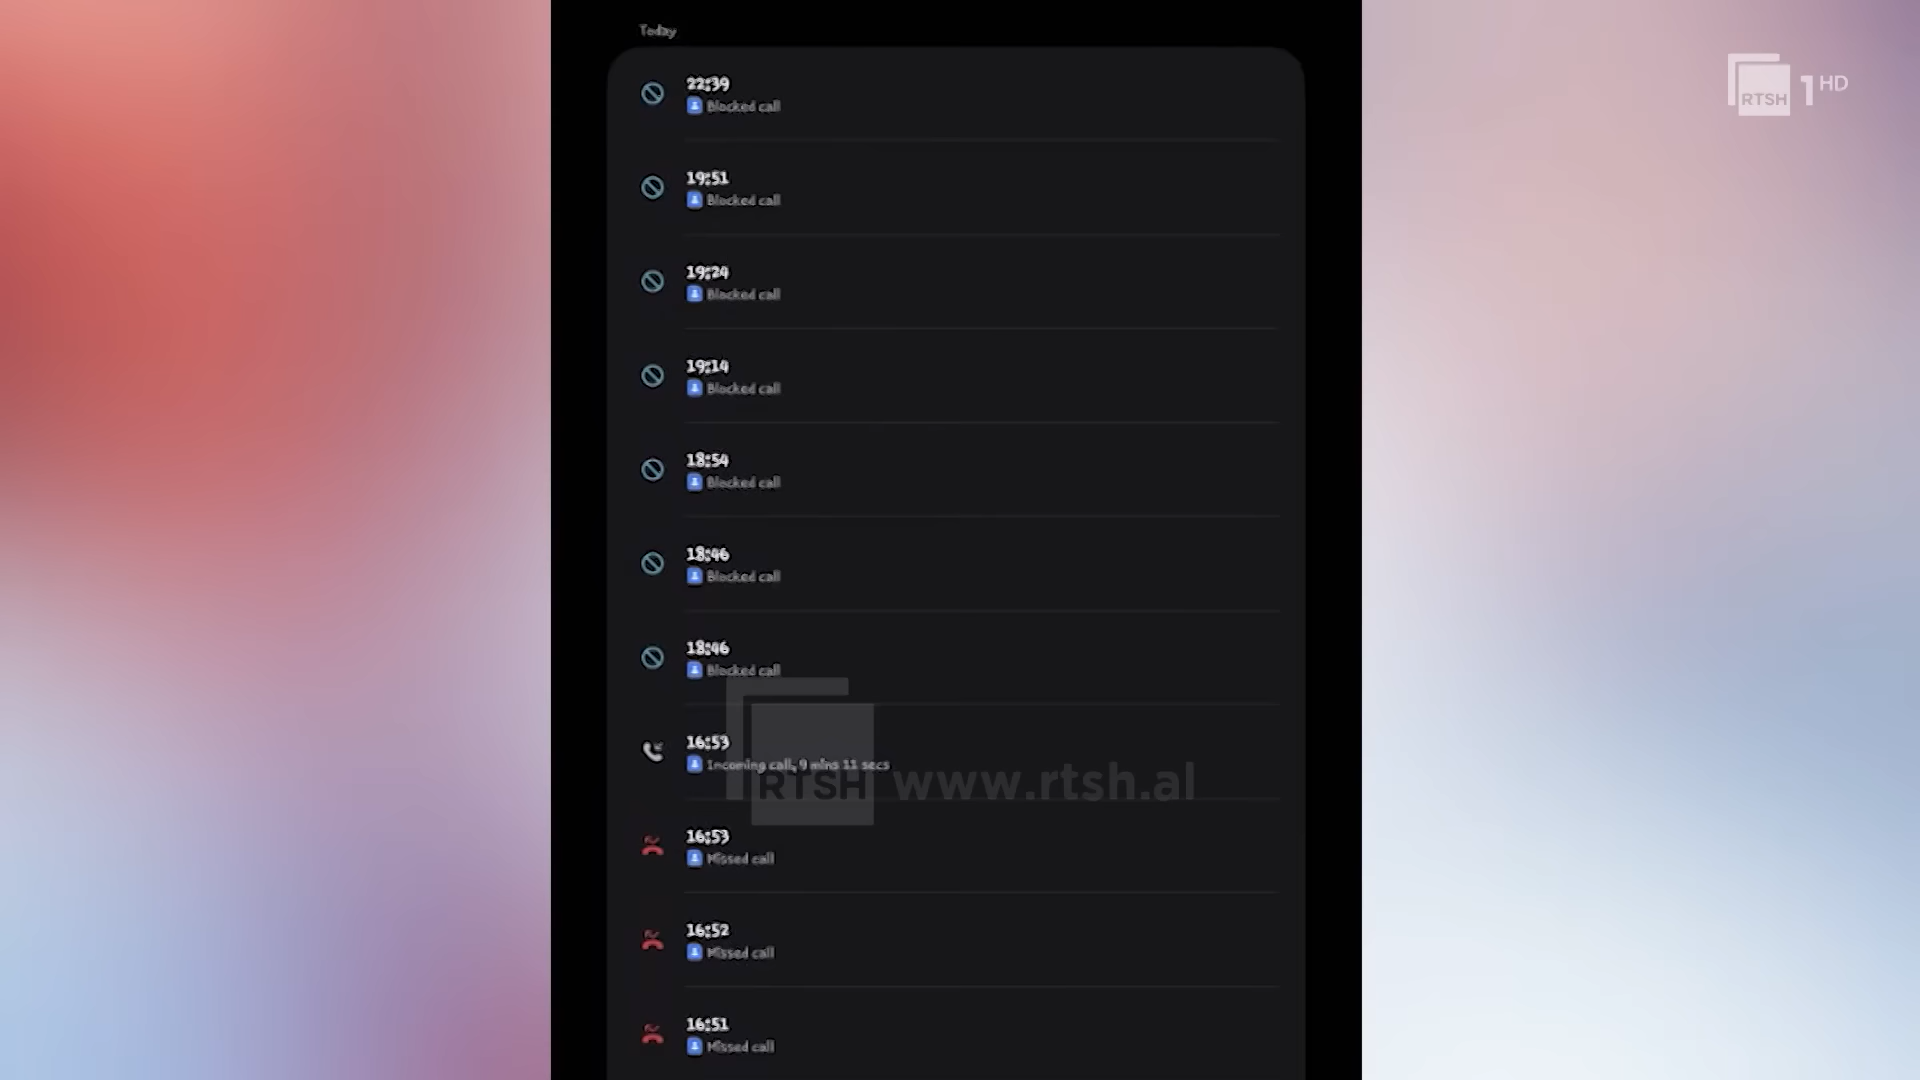 Today
RTSH 1 HD
22:39
Blocked call
19:51
Blocked call
19:24
Blocked call
19:14
Blocked call
18:54
Blocked call
18:46
Blocked call
18:46
Blocked call
16:53
Incoming call, 9 mins 11 secs
RTSH www.rtsh.al
16:53
Missed call
16:52
Missed call
16:51
Missed call